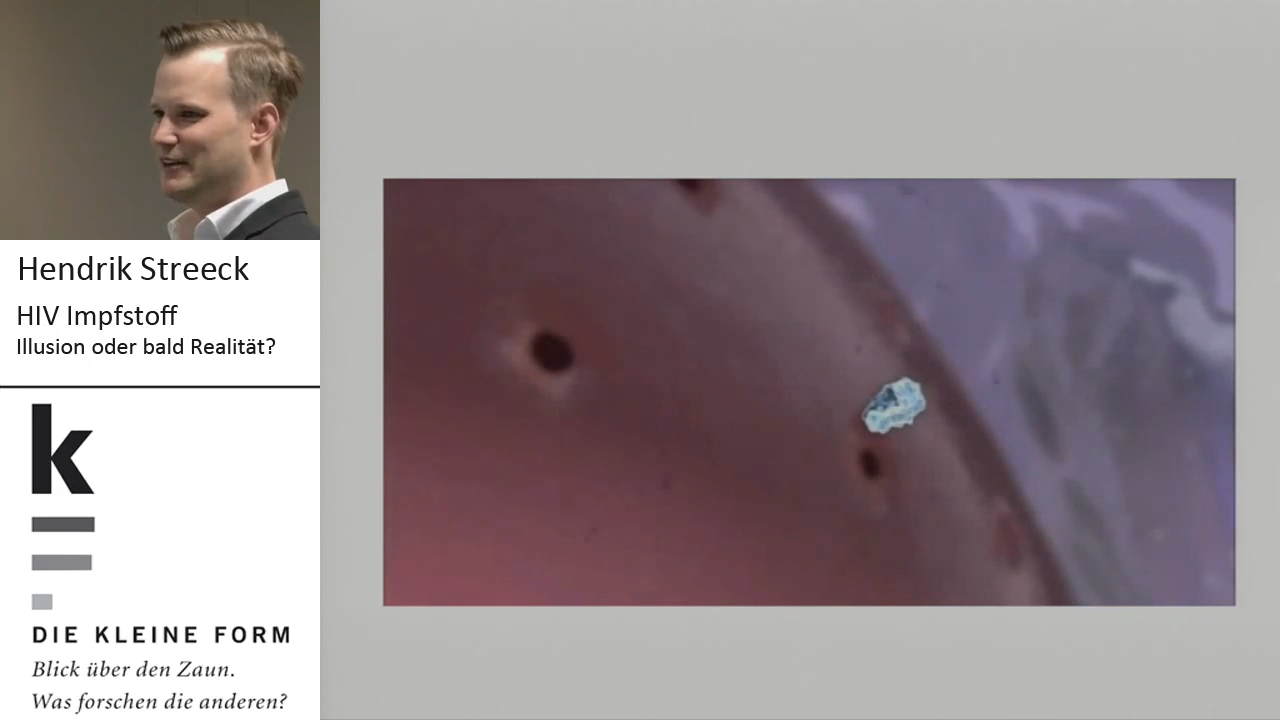 Hendrik Streeck
HIV Impfstoff
Illusion oder bald Realität?
k
DIE KLEINE FORM
Blick über den Zaun.
Was forschen die anderen?